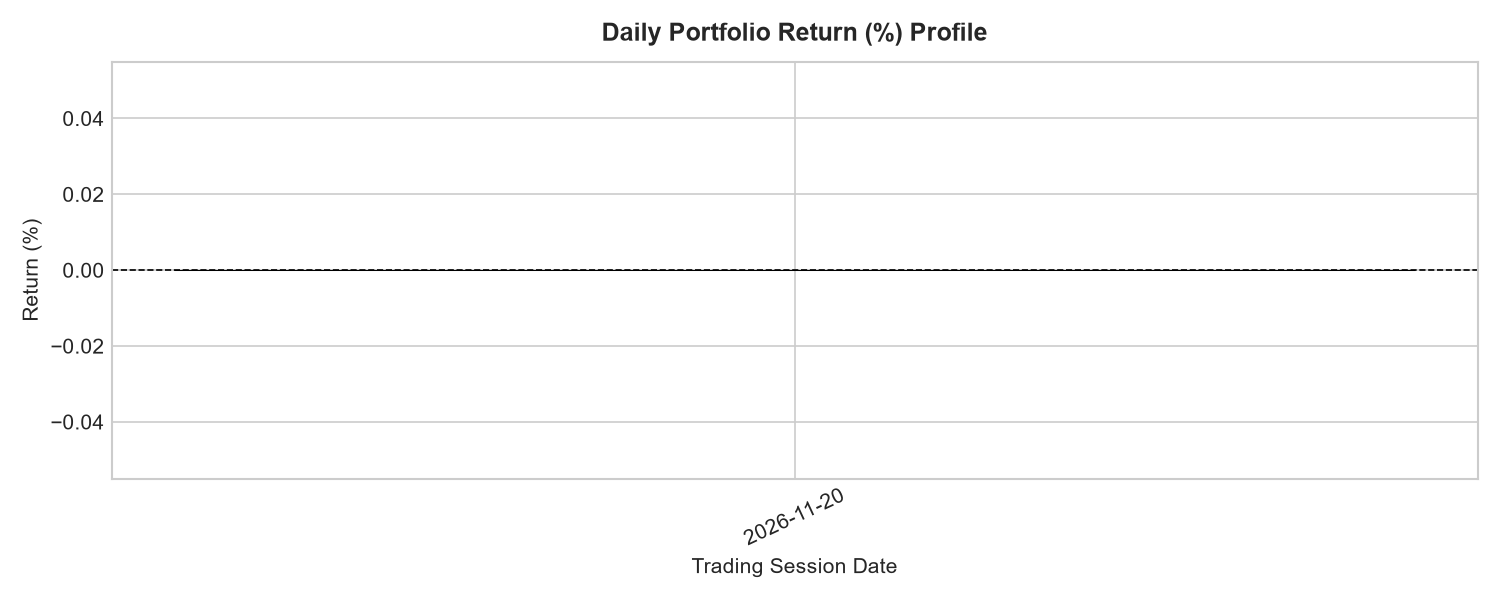 Daily Portfolio Return (%) Profile
0.04
0.02
0.00
−0.02
−0.04
Return (%)
2026-11-20
Trading Session Date